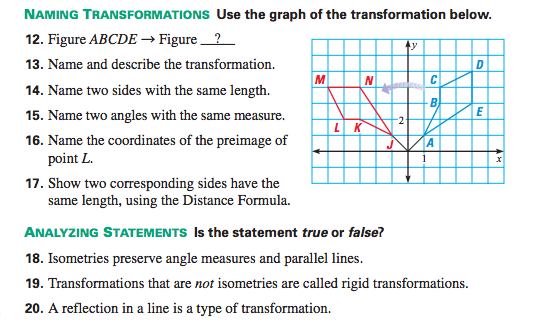 NAMING TRANSFORMATIONS Use the graph of the transformation below.
12. Figure ABCDE → Figure __?__
13. Name and describe the transformation.
14. Name two sides with the same length.
15. Name two angles with the same measure.
16. Name the coordinates of the preimage of
point L.
17. Show two corresponding sides have the
same length, using the Distance Formula.
y
M N C D
B E
L K 2
J A
1 x
ANALYZING STATEMENTS Is the statement true or false?
18. Isometries preserve angle measures and parallel lines.
19. Transformations that are not isometries are called rigid transformations.
20. A reflection in a line is a type of transformation.